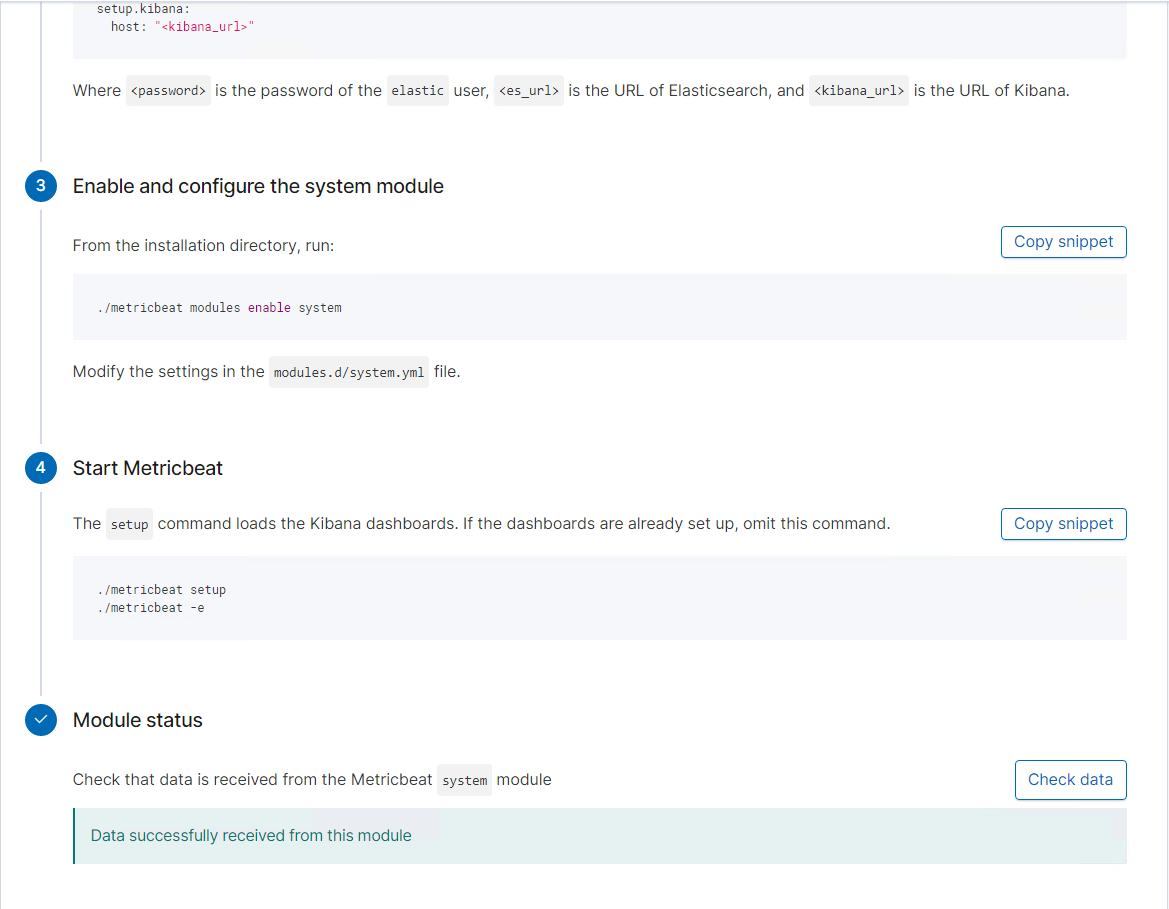 setup.kibana:
  host: "<kibana_url>"
Where <password> is the password of the elastic user, <es_url> is the URL of Elasticsearch, and <kibana_url> is the URL of Kibana.
3 Enable and configure the system module
From the installation directory, run:
Copy snippet
./metricbeat modules enable system
Modify the settings in the modules.d/system.yml file.
4 Start Metricbeat
The setup command loads the Kibana dashboards. If the dashboards are already set up, omit this command.
Copy snippet
./metricbeat setup
./metricbeat -e
Module status
Check that data is received from the Metricbeat system module
Check data
Data successfully received from this module